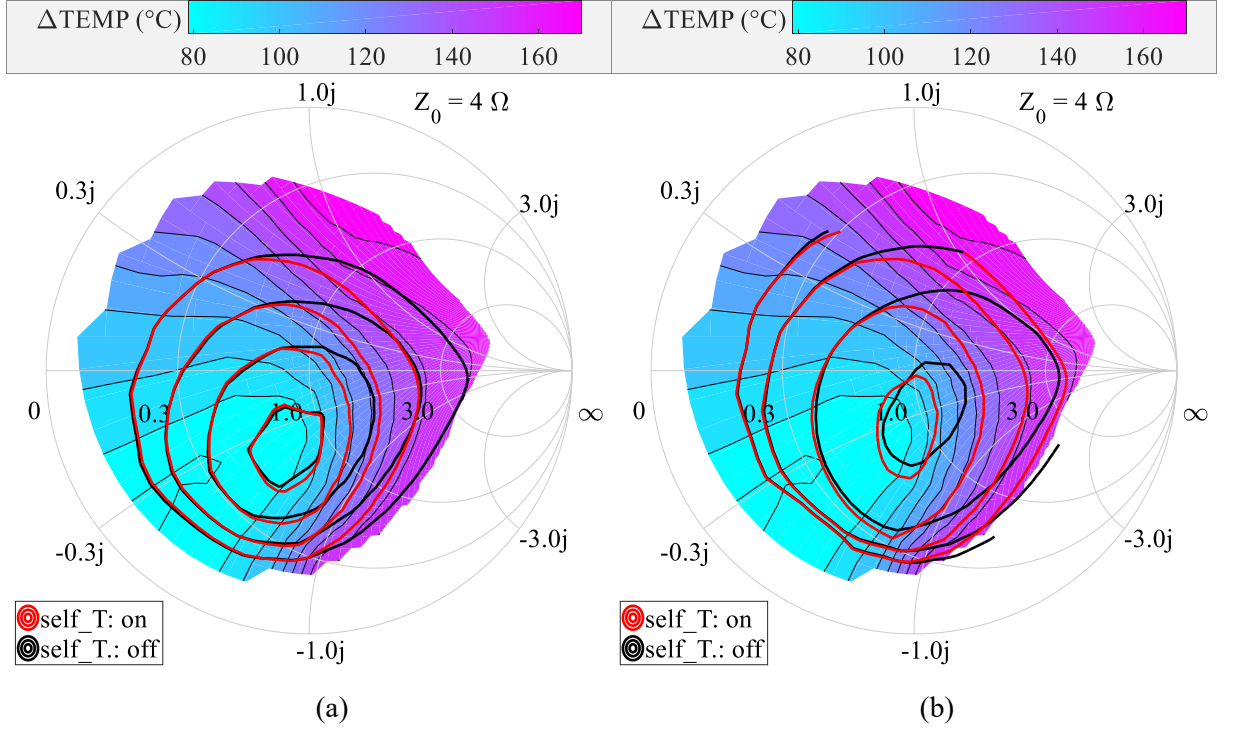 ΔTEMP (°C)
80 100 120 140 160
1.0j
Z0 = 4 Ω
0.3j
3.0j
0
0.3
1.0
3.0
∞
-0.3j
-3.0j
self_T: on
self_T.: off
-1.0j
(a)
ΔTEMP (°C)
80 100 120 140 160
1.0j
Z0 = 4 Ω
0.3j
3.0j
0
0.3
1.0
3.0
∞
-0.3j
-3.0j
self_T: on
self_T.: off
-1.0j
(b)